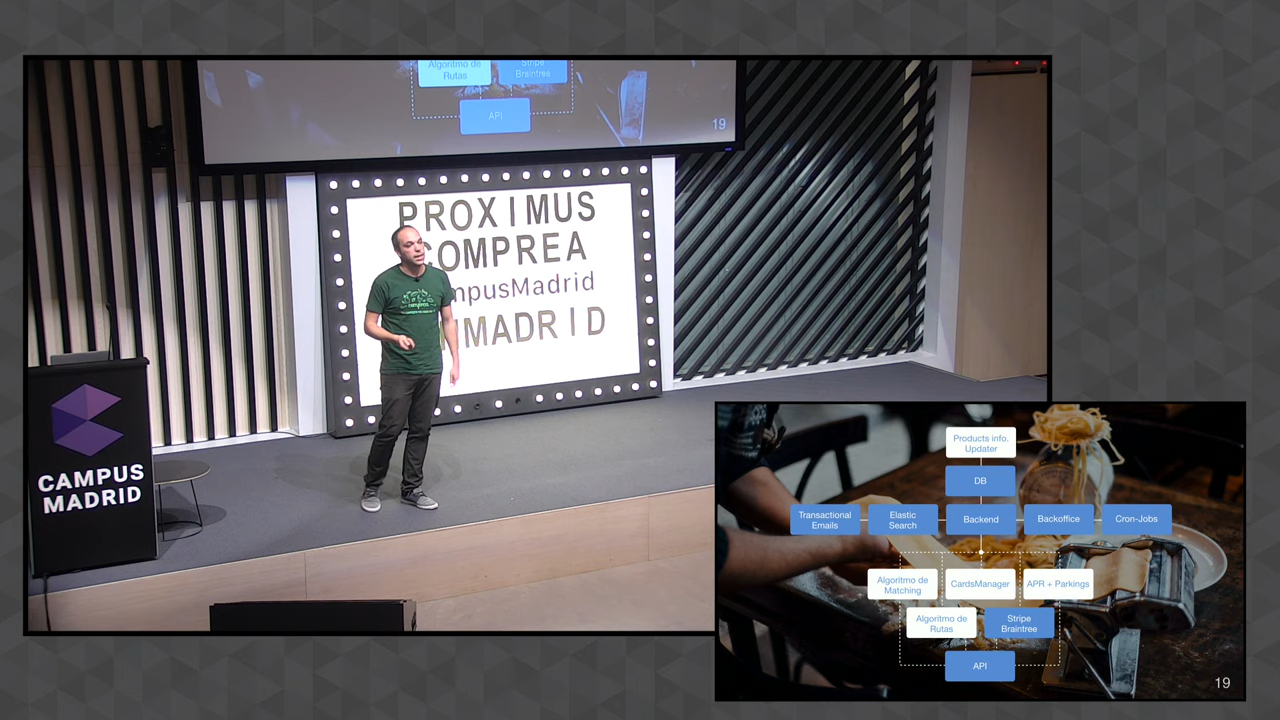 Algoritmo de
Rutas
Stripe
Braintree
API
19
PROXIMUS
COMPREA
mpusMadrid
MADRID
CAMPUS
MADRID
Products info.
Updater
DB
Transactional
Emails
Elastic
Search
Backend
Backoffice
Cron-Jobs
Algoritmo de
Matching
CardsManager
APR + Parkings
Algoritmo de
Rutas
Stripe
Braintree
API
19